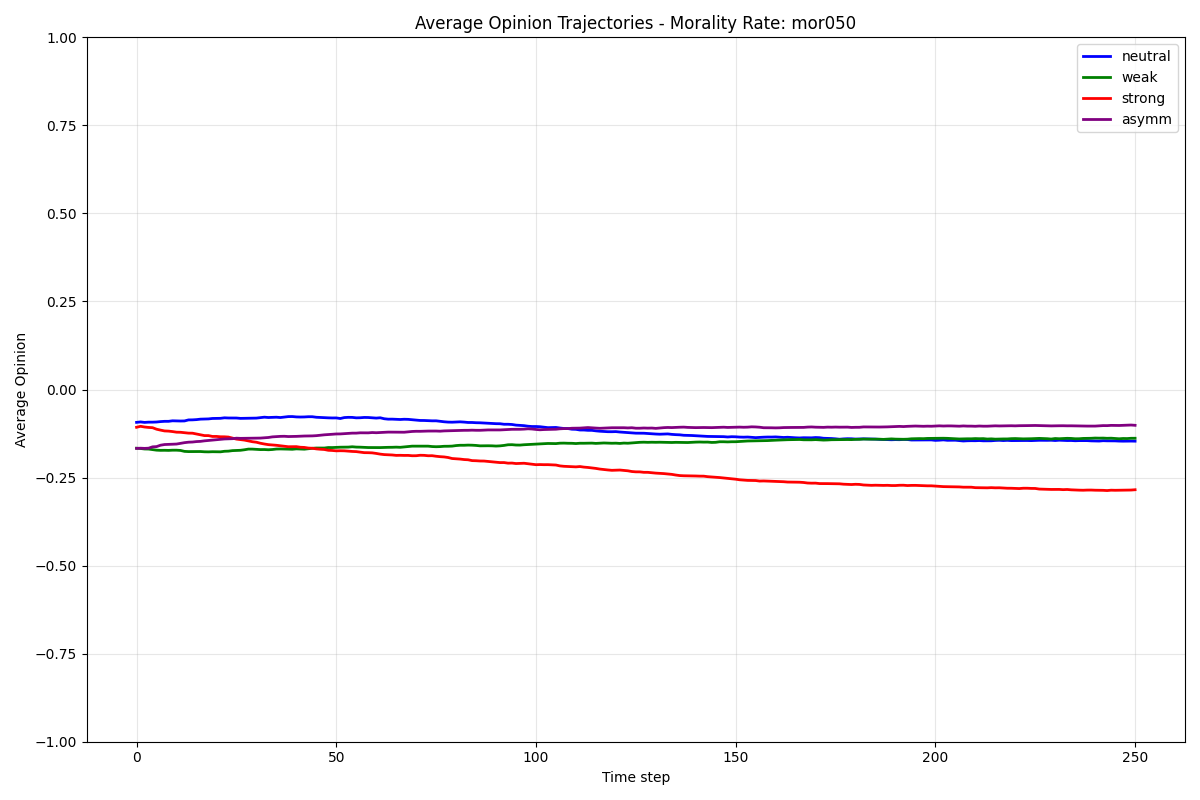 Average Opinion Trajectories - Morality Rate: mor050
neutral
weak
strong
asymm
Average Opinion
1.00
0.75
0.50
0.25
0.00
−0.25
−0.50
−0.75
−1.00
0 50 100 150 200 250
Time step